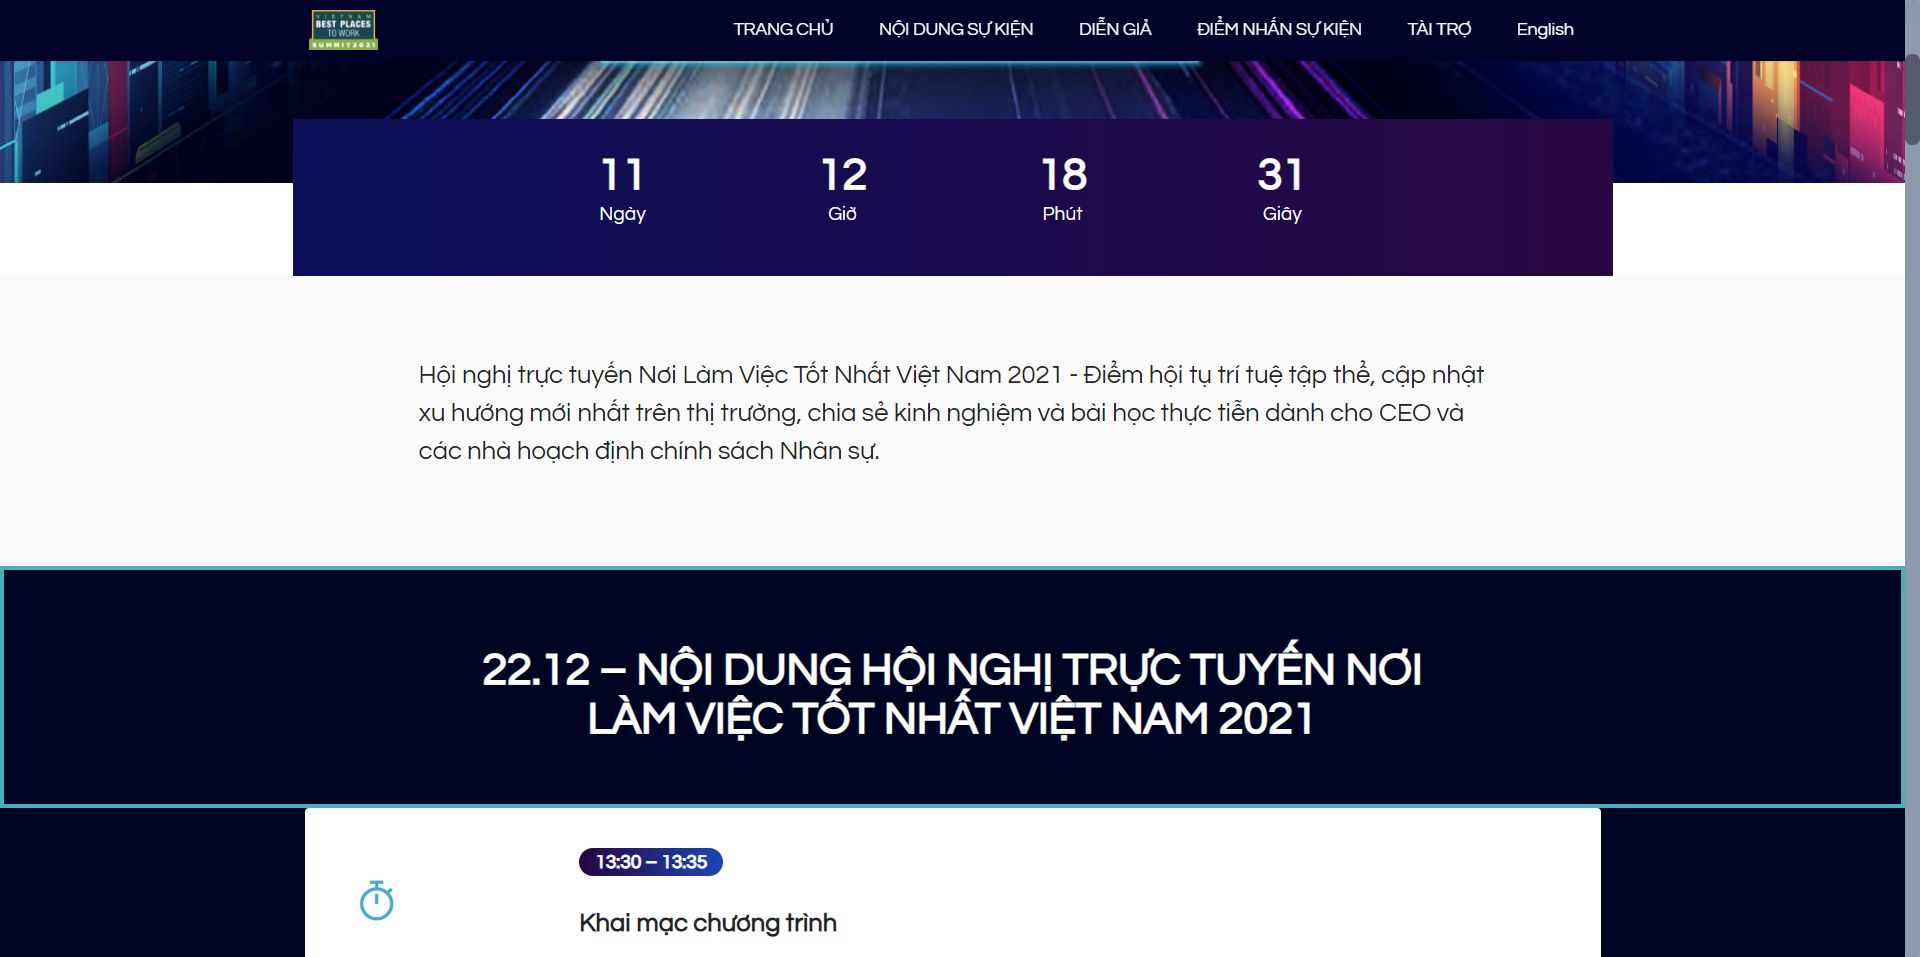 VIETNAM
BEST PLACES
TO WORK
SUMMIT2021
TRANG CHỦ
NỘI DUNG SỰ KIỆN
DIỄN GIẢ
ĐIỂM NHẤN SỰ KIỆN
TÀI TRỢ
English
11
12
18
31
Ngày
Giờ
Phút
Giây
Hội nghị trực tuyến Nơi Làm Việc Tốt Nhất Việt Nam 2021 - Điểm hội tụ trí tuệ tập thể, cập nhật
xu hướng mới nhất trên thị trường, chia sẻ kinh nghiệm và bài học thực tiễn dành cho CEO và
các nhà hoạch định chính sách Nhân sự.
22.12 – NỘI DUNG HỘI NGHỊ TRỰC TUYẾN NƠI
LÀM VIỆC TỐT NHẤT VIỆT NAM 2021
13:30 – 13:35
Khai mạc chương trình